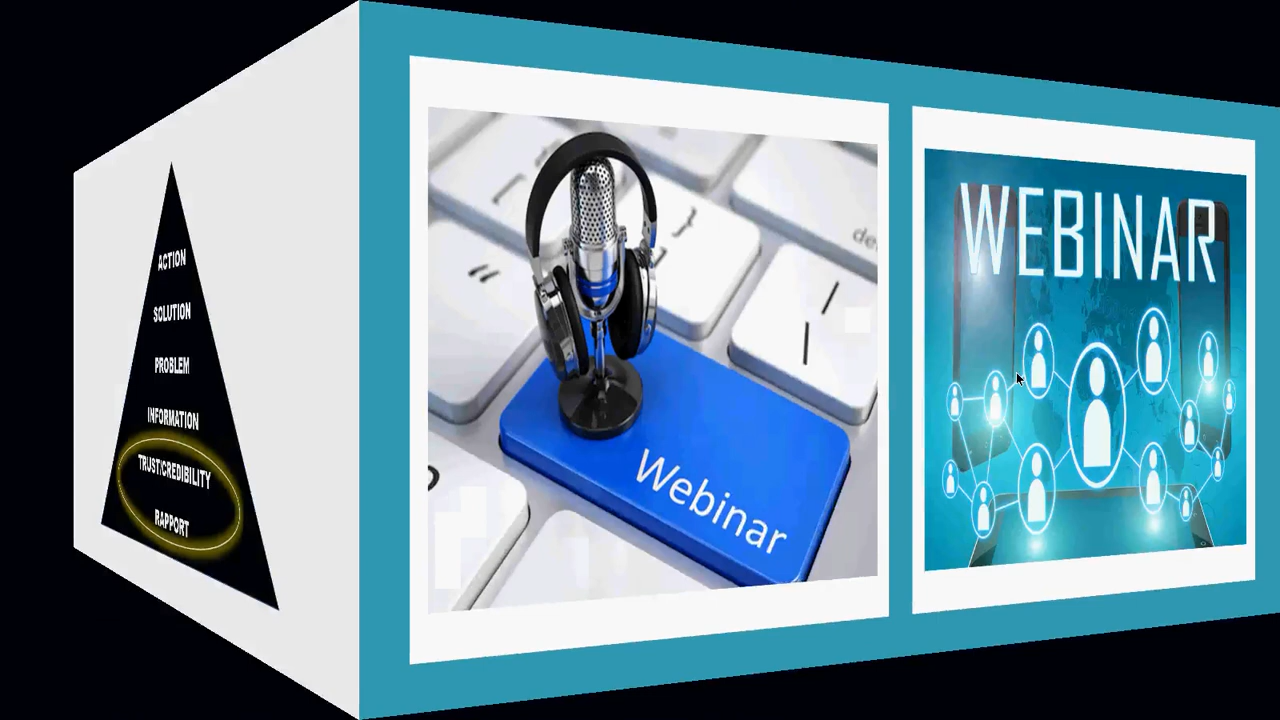 ACTION
SOLUTION
PROBLEM
INFORMATION
TRUST/CREDIBILITY
RAPPORT
Webinar
WEBINAR